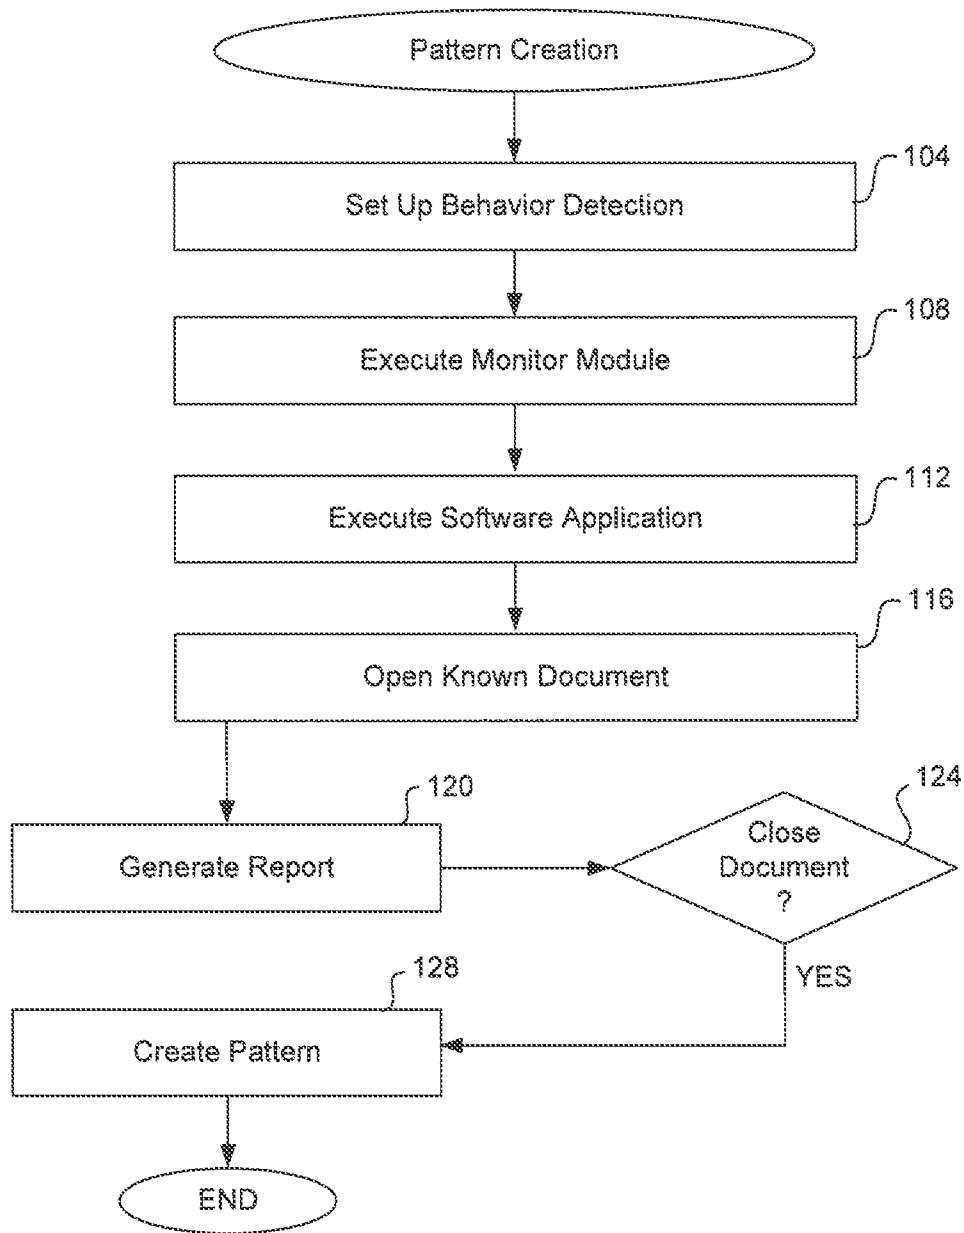 Pattern Creation
104
Set Up Behavior Detection
108
Execute Monitor Module
112
Execute Software Application
116
Open Known Document
120
Generate Report
124
Close
Document
?
YES
128
Create Pattern
END